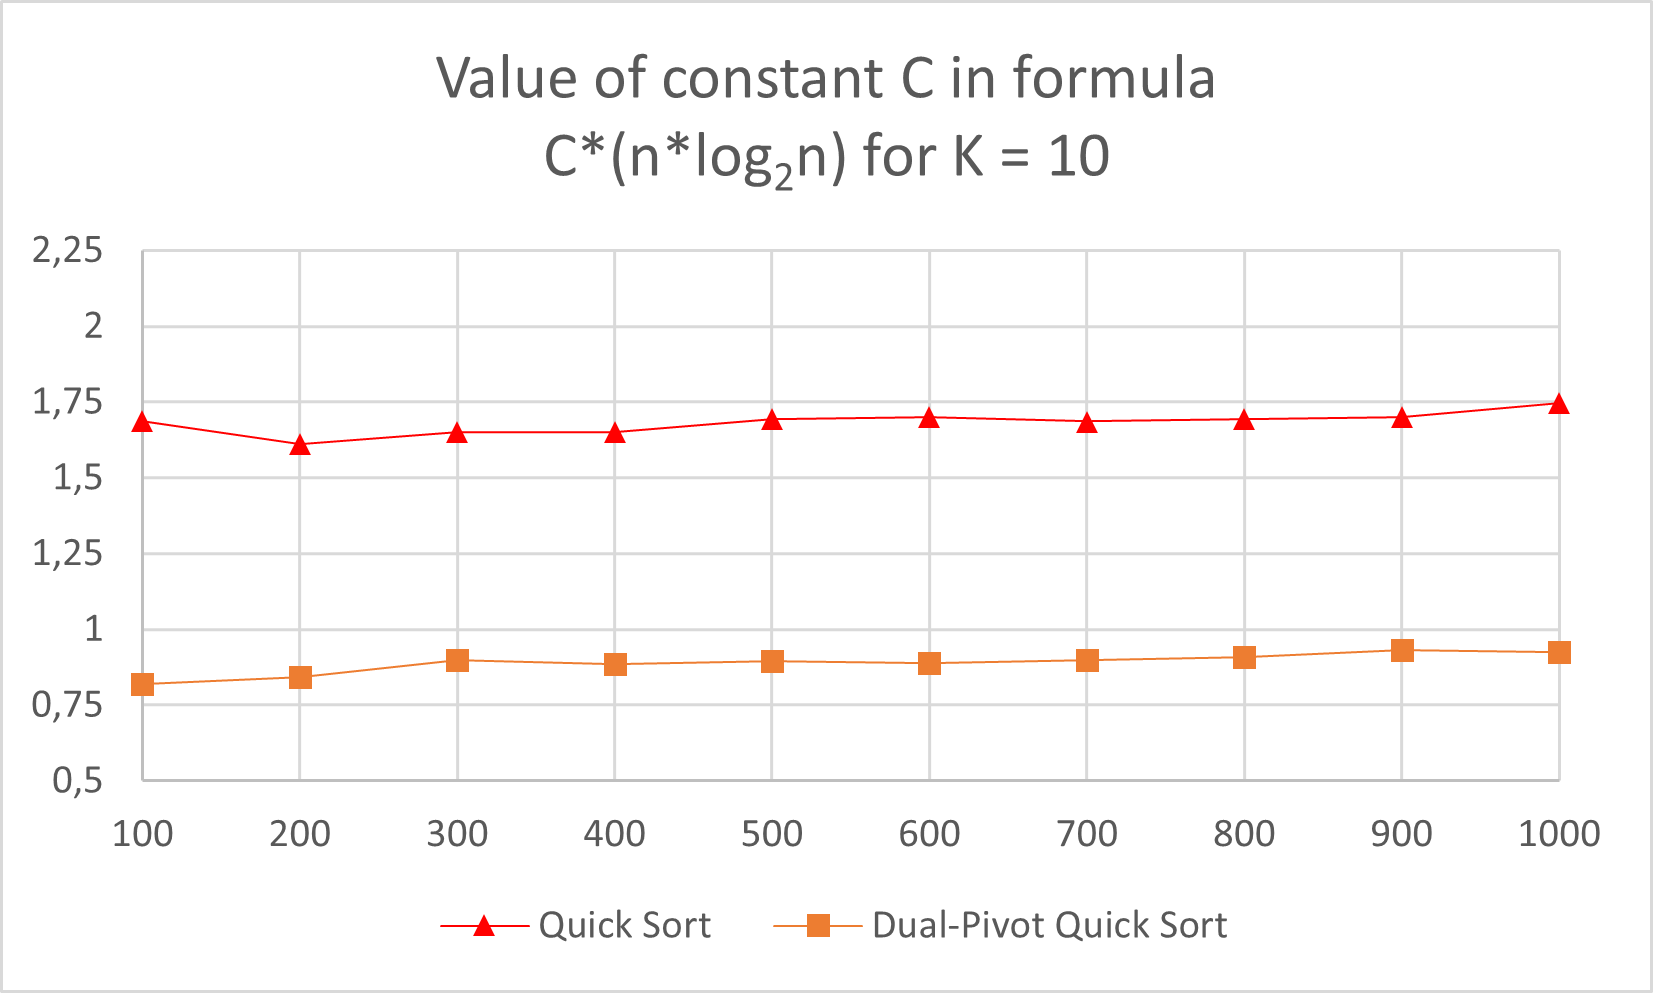 Value of constant C in formula
C*(n*log₂n) for K = 10
2,25
2
1,75
1,5
1,25
1
0,75
0,5
100 200 300 400 500 600 700 800 900 1000
Quick Sort Dual-Pivot Quick Sort